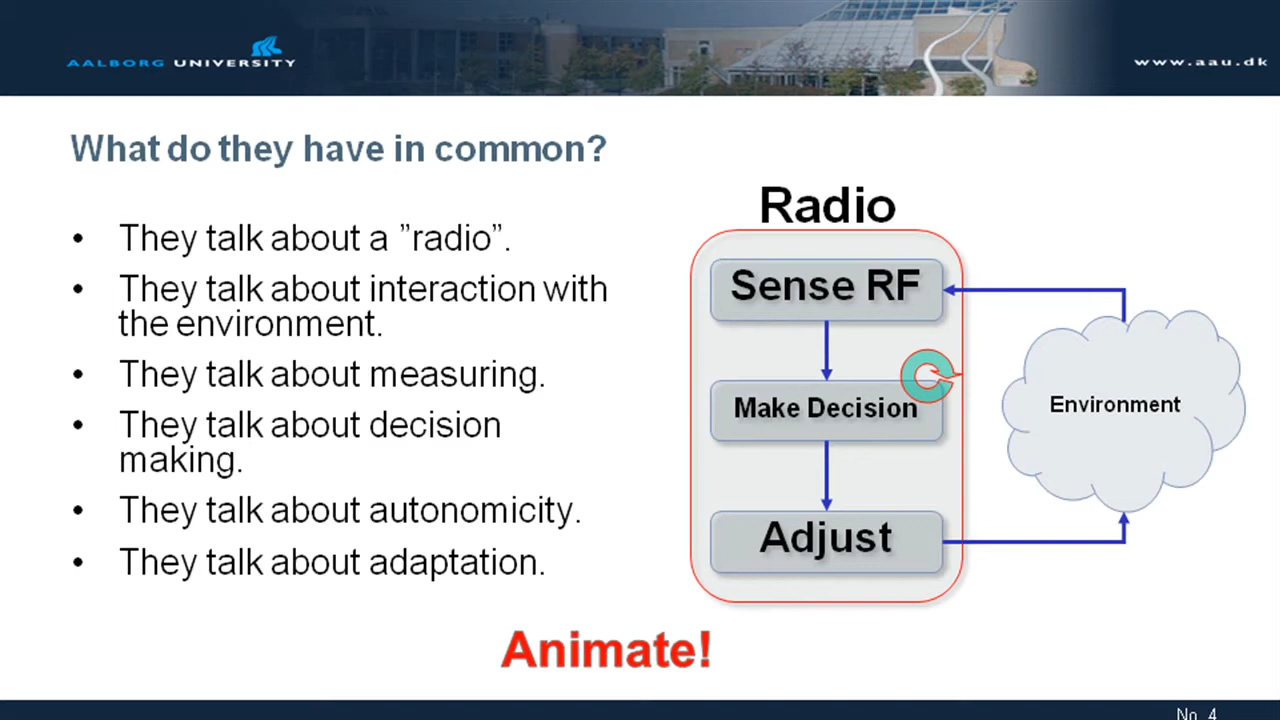 AALBORG UNIVERSITY
www.aau.dk
What do they have in common?
• They talk about a ”radio”.
• They talk about interaction with
the environment.
• They talk about measuring.
• They talk about decision
making.
• They talk about autonomicity.
• They talk about adaptation.
Radio
Sense RF
Make Decision
Adjust
Environment
Animate!
No. 4